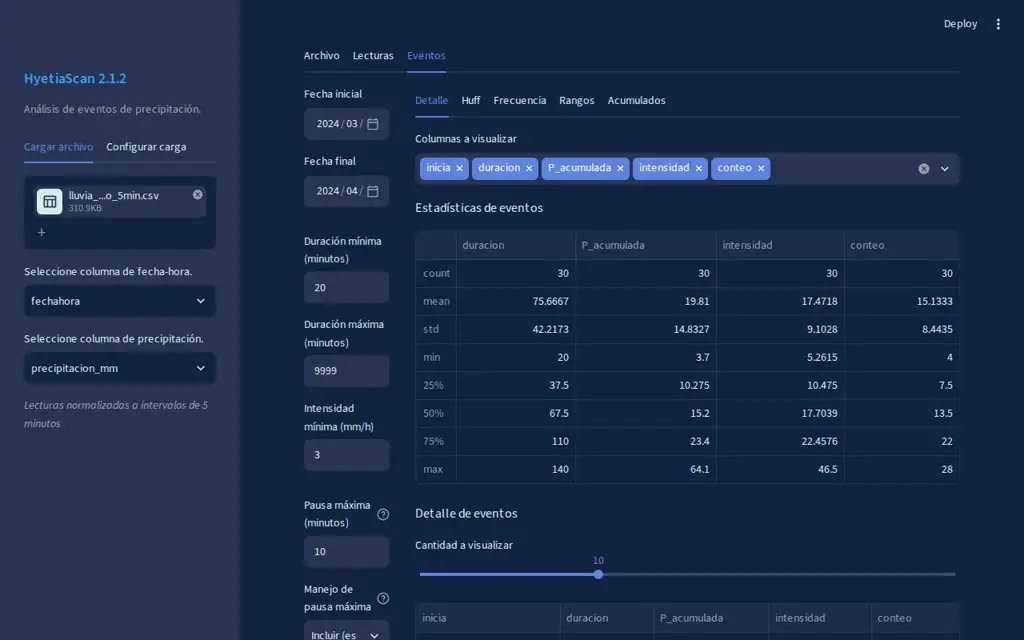 Deploy
HyetiaScan 2.1.2
Análisis de eventos de precipitación.
Cargar archivo Configurar carga
lluvia_...o_5min.csv
310.9KB
+
Seleccione columna de fecha-hora.
fechahora
Seleccione columna de precipitación.
precipitacion_mm
Lecturas normalizadas a intervalos de 5
minutos
Archivo Lecturas Eventos
Fecha inicial
2024 / 03 /
Fecha final
2024 / 04 /
Duración mínima
(minutos)
20
Duración máxima
(minutos)
9999
Intensidad
mínima (mm/h)
3
Pausa máxima
(minutos)
10
Manejo de
pausa máxima
Incluir (es
Detalle Huff Frecuencia Rangos Acumulados
Columnas a visualizar
inicia duracion P_acumulada intensidad conteo
Estadísticas de eventos
duracion P_acumulada intensidad conteo
count 30 30 30 30
mean 75.6667 19.81 17.4718 15.1333
std 42.2173 14.8327 9.1028 8.4435
min 20 3.7 5.2615 4
25% 37.5 10.275 10.475 7.5
50% 67.5 15.2 17.7039 13.5
75% 110 23.4 22.4576 22
max 140 64.1 46.5 28
Detalle de eventos
Cantidad a visualizar
10
inicia duracion P_acumulada intensidad conteo